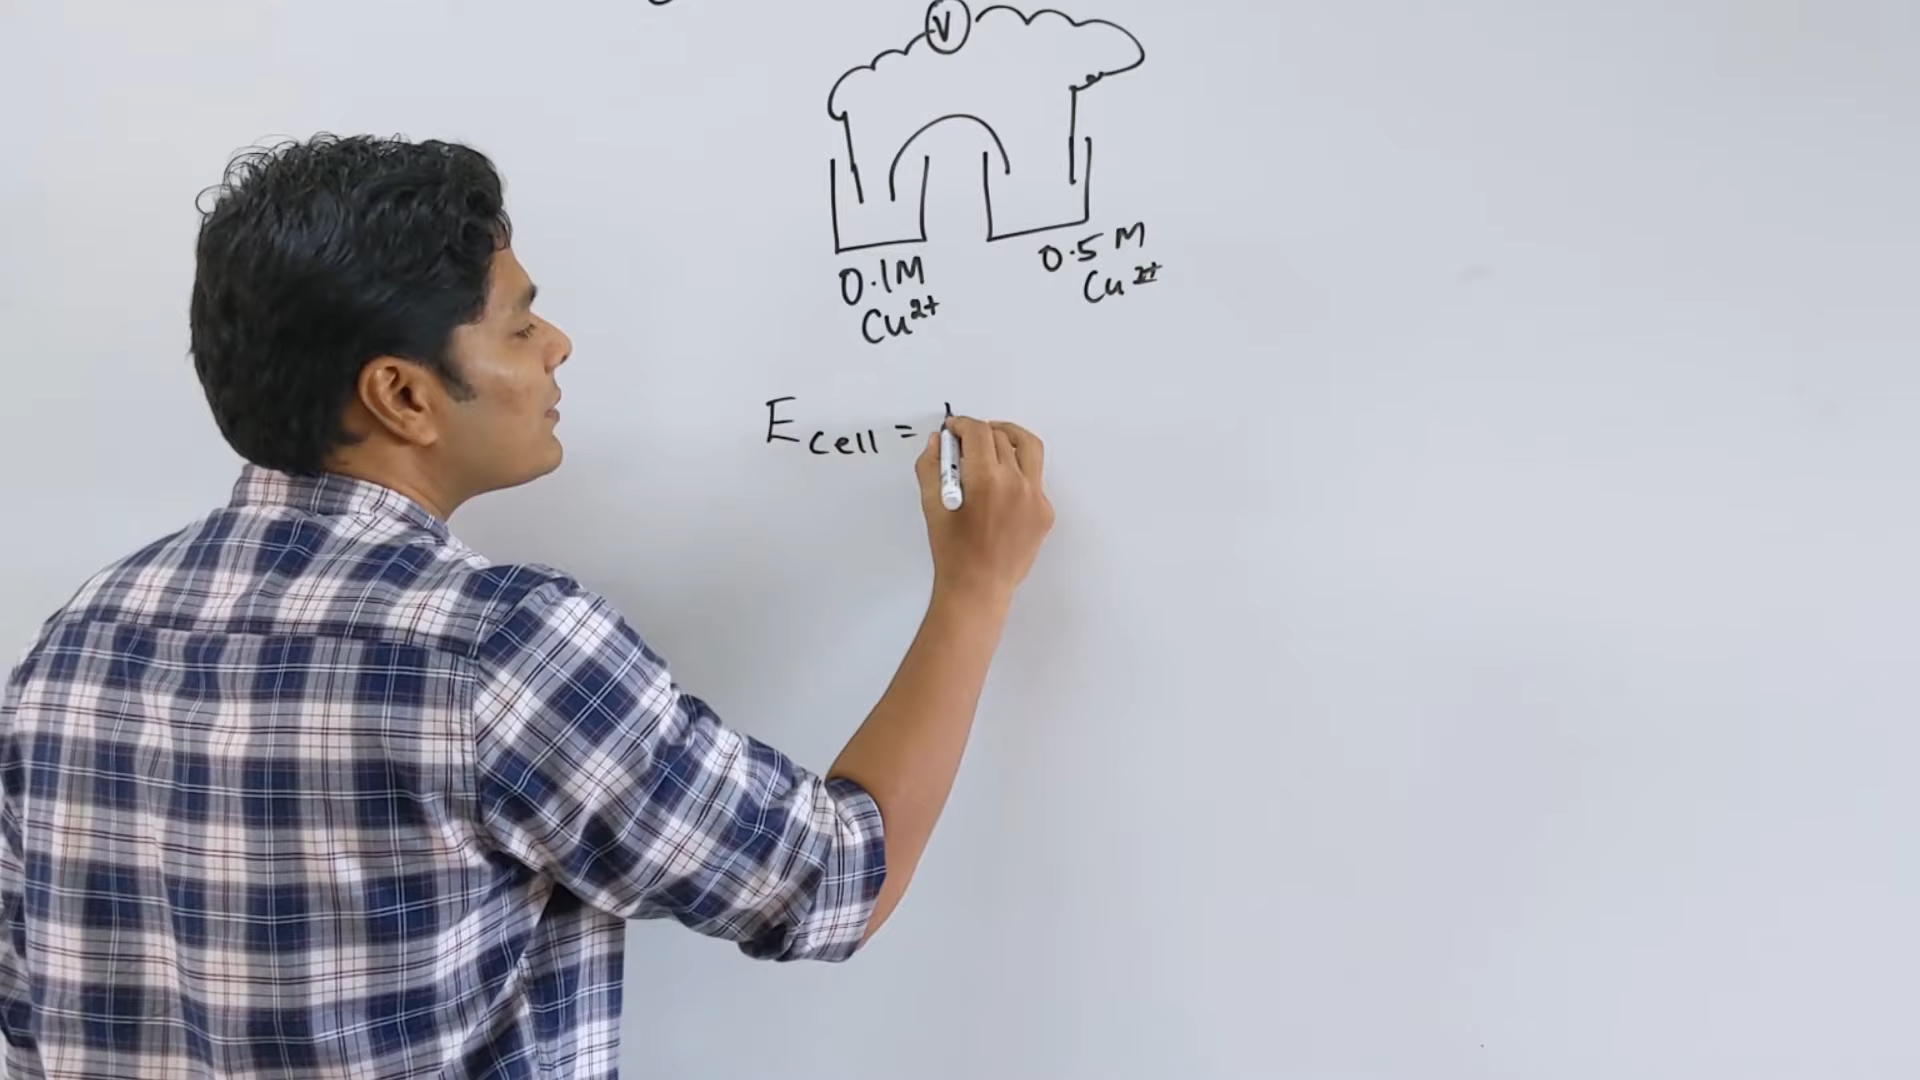 V
0.1M
Cu²⁺
0.5 M
Cu²⁺
E cell =